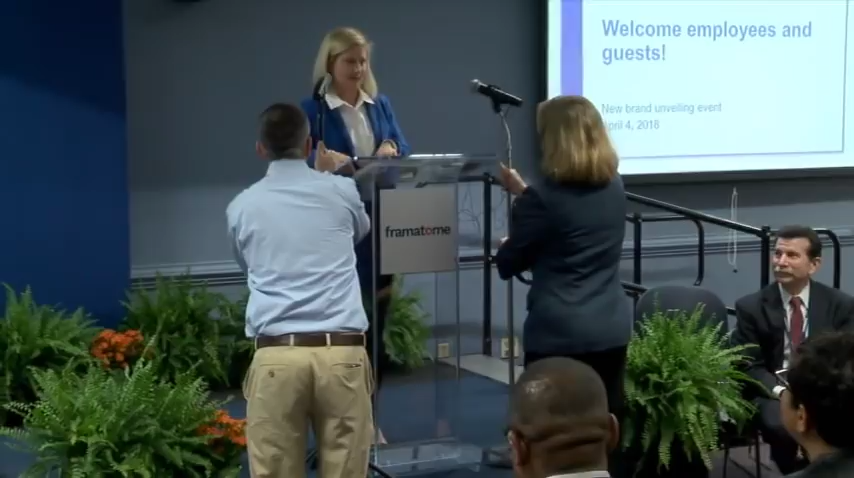 Welcome employees and
guests!
New brand unveiling event
April 4, 2018
framatome